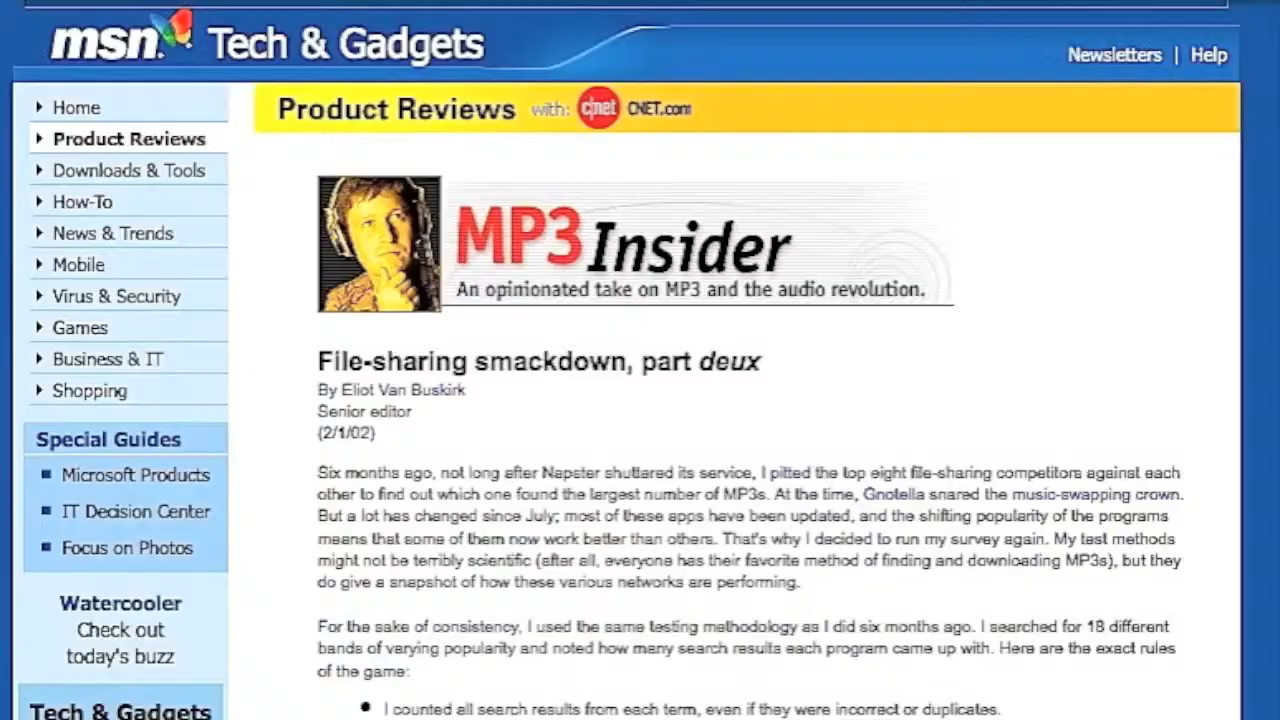 msn Tech & Gadgets
Newsletters | Help
Home
Product Reviews
Downloads & Tools
How-To
News & Trends
Mobile
Virus & Security
Games
Business & IT
Shopping
Special Guides
Microsoft Products
IT Decision Center
Focus on Photos
Watercooler
Check out
today's buzz
Tech & Gadgets
Product Reviews with: c|net CNET.com
MP3 Insider
An opinionated take on MP3 and the audio revolution.
File-sharing smackdown, part deux
By Eliot Van Buskirk
Senior editor
(2/1/02)
Six months ago, not long after Napster shuttered its service, I pitted the top eight file-sharing competitors against each
other to find out which one found the largest number of MP3s. At the time, Gnotella snared the music-swapping crown.
But a lot has changed since July; most of these apps have been updated, and the shifting popularity of the programs
means that some of them now work better than others. That's why I decided to run my survey again. My test methods
might not be terribly scientific (after all, everyone has their favorite method of finding and downloading MP3s), but they
do give a snapshot of how these various networks are performing.
For the sake of consistency, I used the same testing methodology as I did six months ago. I searched for 18 different
bands of varying popularity and noted how many search results each program came up with. Here are the exact rules
of the game:
• I counted all search results from each term, even if they were incorrect or duplicates.